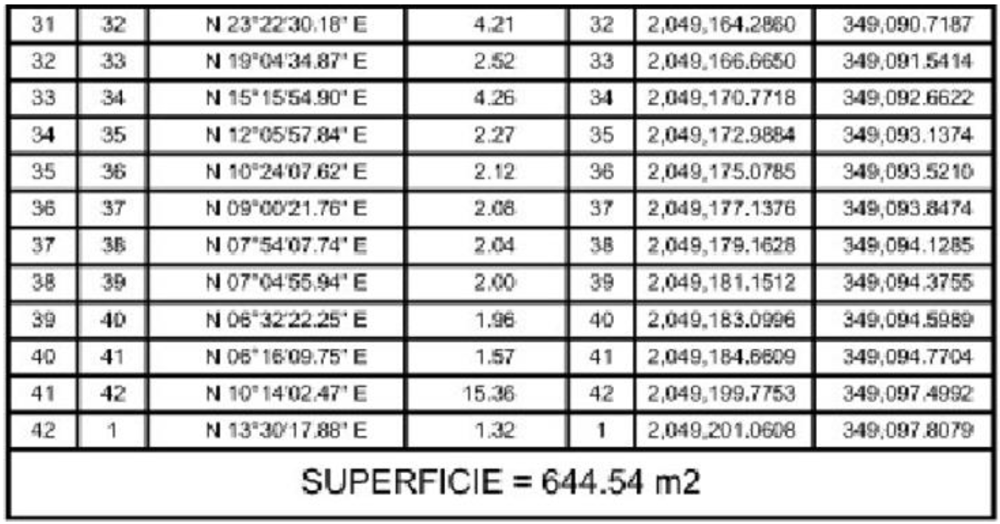 31 32 N 23°22'30.18" E 4.21 32 2,049,164.2860 349,090.7187
32 33 N 19°04'34.87" E 2.52 33 2,049,166.6650 349,091.5414
33 34 N 15°15'54.90" E 4.26 34 2,049,170.7718 349,092.6622
34 35 N 12°05'57.84" E 2.27 35 2,049,172.9884 349,093.1374
35 36 N 10°24'07.62" E 2.12 36 2,049,175.0785 349,093.5210
36 37 N 09°00'21.76" E 2.08 37 2,049,177.1376 349,093.8474
37 38 N 07°54'07.74" E 2.04 38 2,049,179.1628 349,094.1285
38 39 N 07°04'55.94" E 2.00 39 2,049,181.1512 349,094.3755
39 40 N 06°32'22.25" E 1.96 40 2,049,183.0996 349,094.5989
40 41 N 06°16'09.75" E 1.57 41 2,049,184.6609 349,094.7704
41 42 N 10°14'02.47" E 15.36 42 2,049,199.7753 349,097.4992
42 1 N 13°30'17.88" E 1.32 1 2,049,201.0608 349,097.8079
SUPERFICIE = 644.54 m2